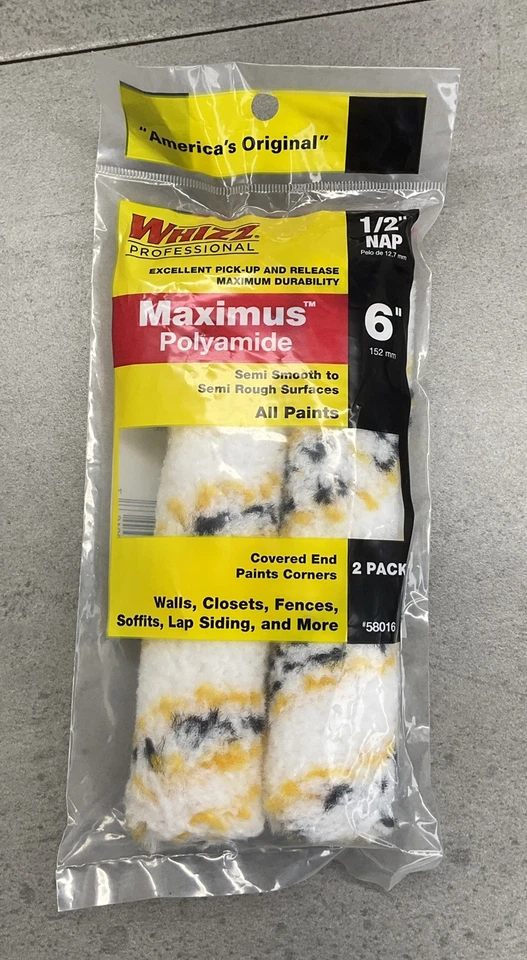 "America's Original"
WHIZZ®
PROFESSIONAL
EXCELLENT PICK-UP AND RELEASE
MAXIMUM DURABILITY
Maximus™
Polyamide
Semi Smooth to
Semi Rough Surfaces
All Paints
1/2"
NAP
Pelo de 12,7 mm
6"
152 mm
Covered End
Paints Corners
Walls, Closets, Fences,
Soffits, Lap Siding, and More
2 PACK
#58016